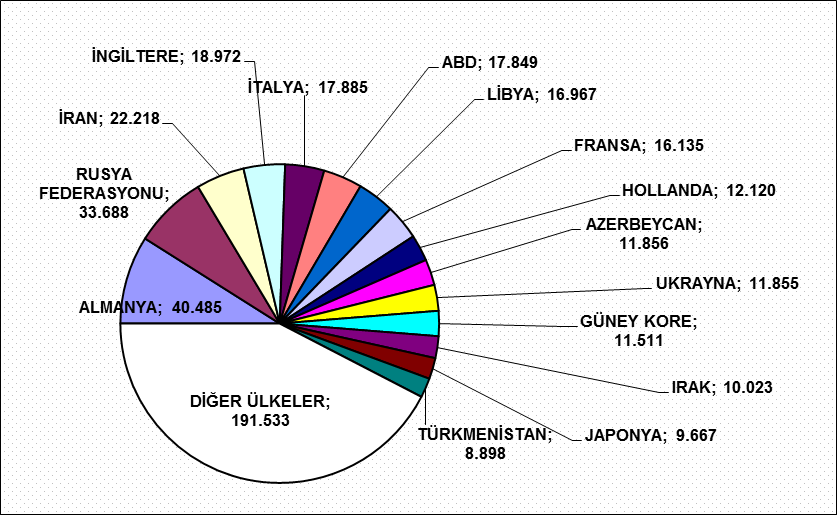 İNGİLTERE; 18.972
İTALYA; 17.885
ABD; 17.849
LİBYA; 16.967
İRAN; 22.218
FRANSA; 16.135
RUSYA
FEDERASYONU;
33.688
HOLLANDA; 12.120
AZERBEYCAN;
11.856
UKRAYNA; 11.855
ALMANYA; 40.485
GÜNEY KORE;
11.511
IRAK; 10.023
DİĞER ÜLKELER;
191.533
TÜRKMENİSTAN;
8.898
JAPONYA; 9.667